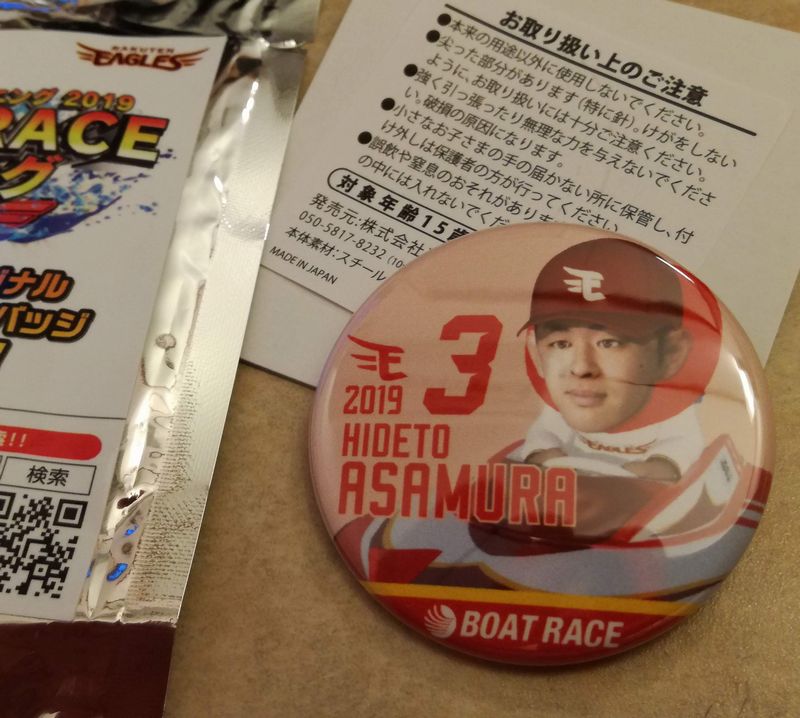 RAKUTEN
EAGLES
ニング 2019
RACE
グ
ナル
バッジ
!!
検索
お取り扱い上のご注意
●本来の用途以外に使用しないでください。
●尖った部分があります(特に針)。けがをしない
ように、お取り扱いには十分ご注意ください。
●強く引っ張ったり無理な力を与えないでくださ
い。破損の原因になります。
●小さなお子さまの手の届かない所に保管し、付
け外しは保護者の方が行ってください。
●誤飲や窒息のおそれがありま
の中には入れないでくだ
対象年齢15歳
発売元:株式会社
050-5817-8232 (10
本体素材:スチール
MADE IN JAPAN
E
E
3
2019
HIDETO
ASAMURA
EAGLES
BOAT RACE